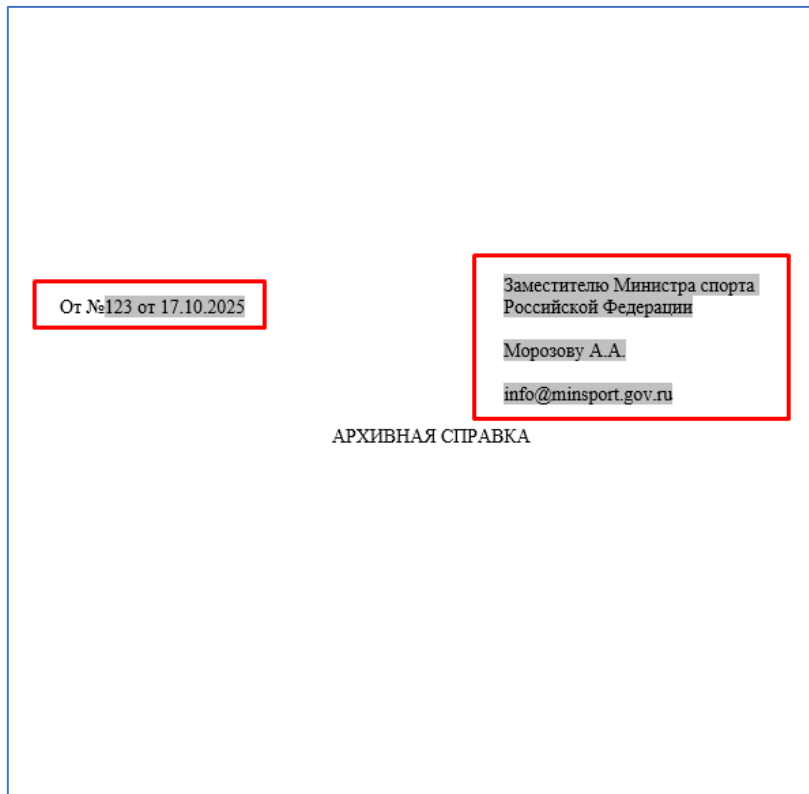 От №123 от 17.10.2025
Заместителю Министра спорта
Российской Федерации
Морозову А.А.
info@minsport.gov.ru
АРХИВНАЯ СПРАВКА